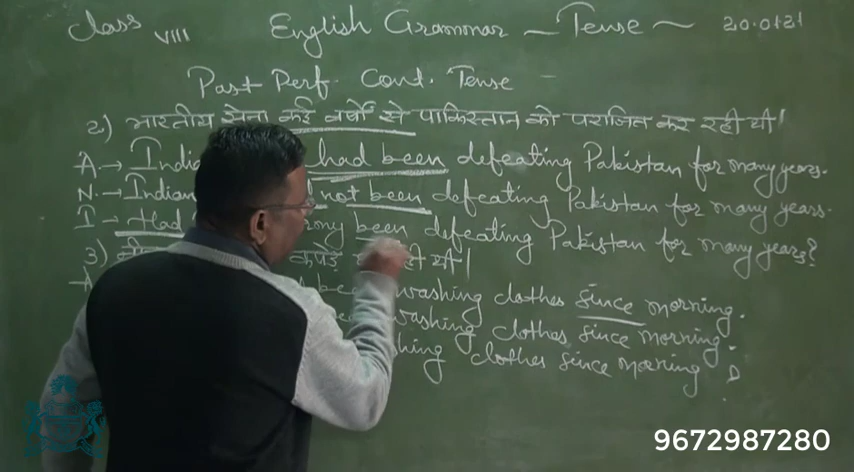 Class VIII English Grammar - Tense - 20.01.21
Past Perf. Cont. Tense -
2) भारतीय सेना कई वर्षों से पाकिस्तान को पराजित कर रही थी।
A → India had been defeating Pakistan for many years.
N. → Indian not been defeating Pakistan for many years.
I → Had been defeating Pakistan for many years?
3) कपड़े थी।
A washing clothes since morning.
washing clothes since morning.
clothes since morning?
9672987280